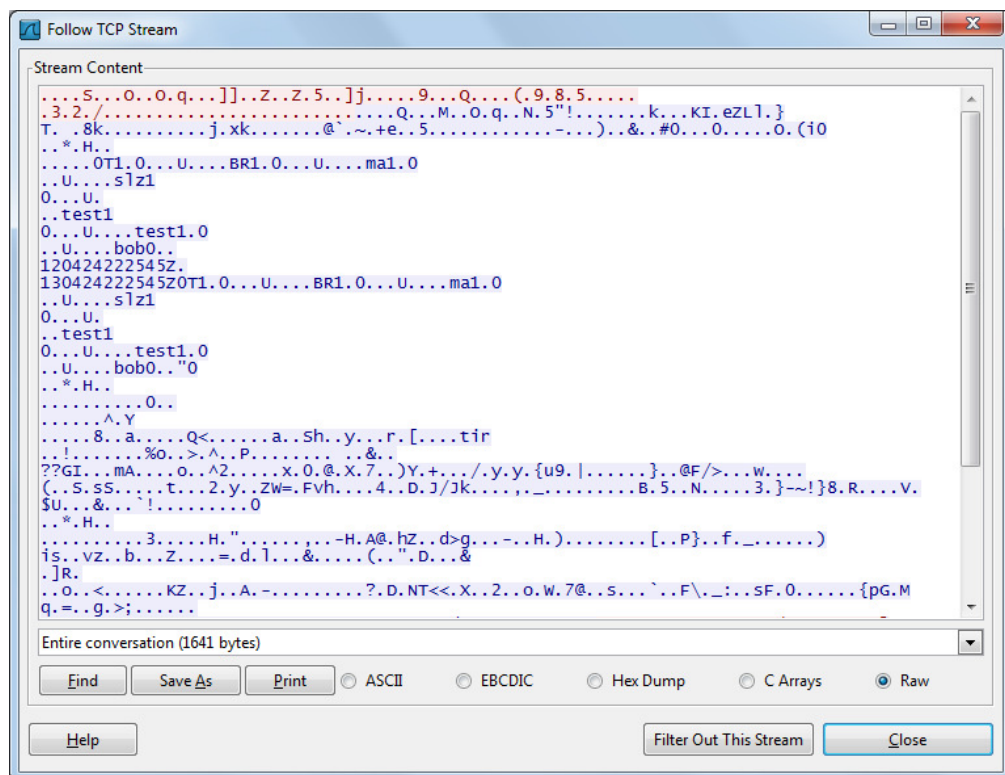 Follow TCP Stream
Stream Content
....S...O..O.q...]]..Z..Z.5..]j.....9...Q....(.9.8.5.....
.3.2./..........................Q...M..O.q..N.5"!.......k...KI.eZLl.}
T. .8k..........j.xk.......@`.~.+e..5............-...)..&..#0...0.....O.(i0
..*.H..
.....0T1.0...U....BR1.0...U....ma1.0
..U....slz1
0...U.
..test1
0...U....test1.0
..U....bob0..
120424222545Z.
130424222545Z0T1.0...U....BR1.0...U....ma1.0
..U....slz1
0...U.
..test1
0...U....test1.0
..U....bob0.."0
..*.H..
..........0..
......^.Y
.....8..a.....Q<......a..Sh..y...r.[....tir
..!.......%o..>.^..P........ ..&..
??GI...mA....o..^2.....x.0.@.X.7..)Y.+.../.y.y.{u9.|......}..@F/>...W....
(..S.sS.....t...2.y..ZW=.Fvh....4..D.J/Jk....,._.........B.5..N.....3.}-~!}8.R....V.
$U...&...`!.........0
..*.H..
..........3.....H."......,..-H.A@.hZ..d>g...-..H.)........[..P}..f._......)
is..vz..b...Z....=.d.l...&.....(..".D...&
.]R.
..o..<......KZ..j..A.-.........?.D.NT<<.X..2..o.W.7@..s...`..F\._:..sF.0......{pG.M
q.=..g.>;......
Entire conversation (1641 bytes)
Find Save As Print ASCII EBCDIC Hex Dump C Arrays Raw
Help Filter Out This Stream Close